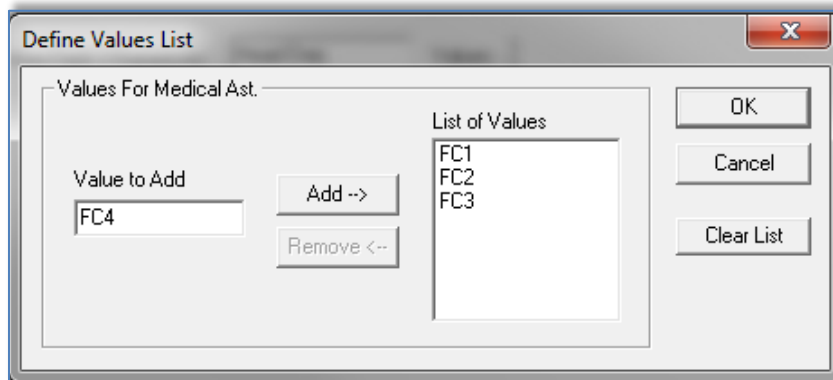 Define Values List
Values For Medical Ast.
List of Values
Value to Add
FC4
Add -->
Remove <--
FC1
FC2
FC3
OK
Cancel
Clear List